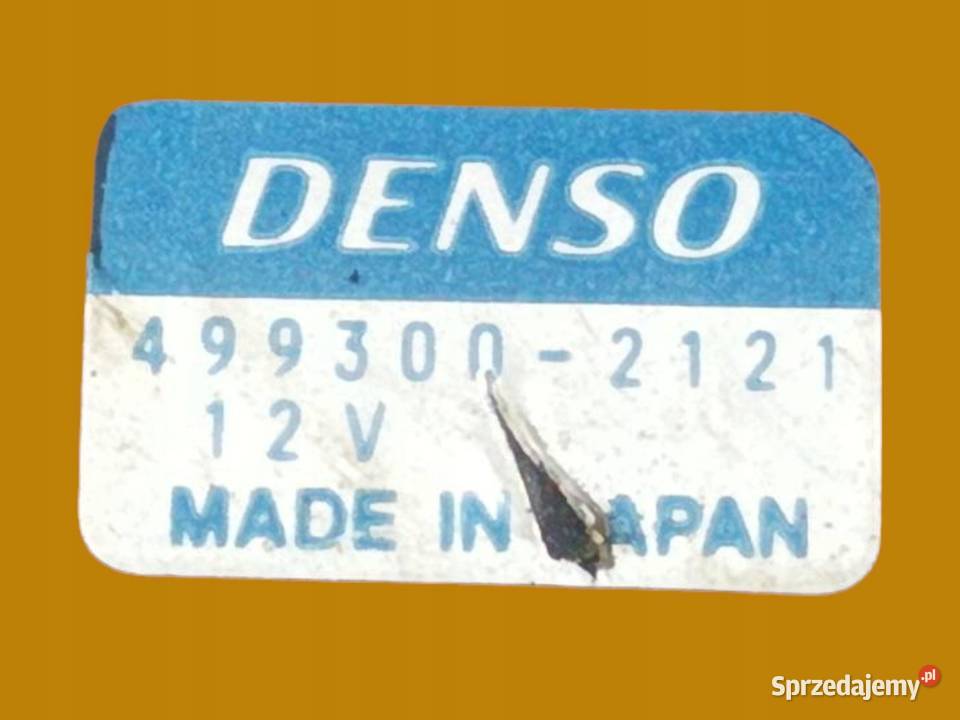 DENSO
499300-2121
12V
MADE IN JAPAN
Sprzedajemy.pl